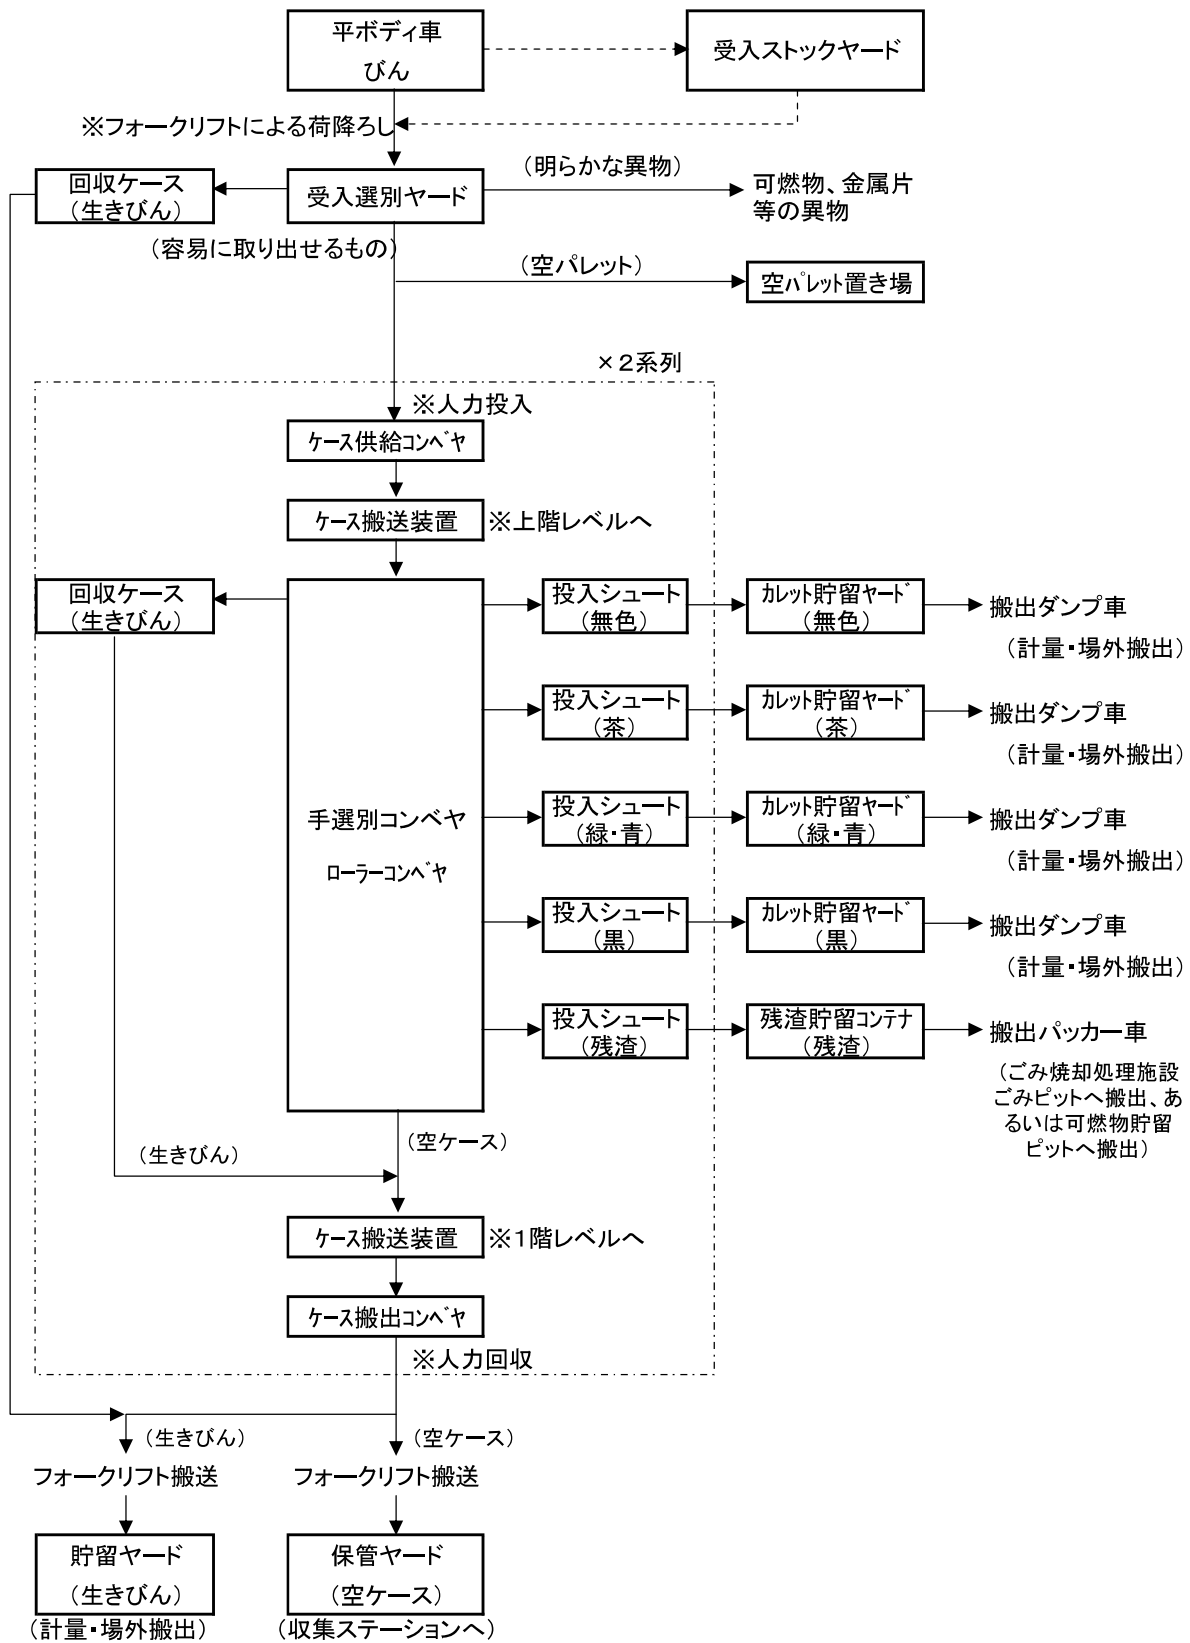 平ボディ車
びん
受入ストックヤード
※フォークリフトによる荷降ろし
回収ケース
（生きびん）
受入選別ヤード
（明らかな異物）
可燃物、金属片
等の異物
（容易に取り出せるもの）
（空パレット）
空ﾊﾟﾚｯﾄ置き場
×２系列
※人力投入
ｹｰｽ供給ｺﾝﾍﾞﾔ
ｹｰｽ搬送装置
※上階レベルへ
回収ケース
（生きびん）
投入シュート
（無色）
ｶﾚｯﾄ貯留ﾔｰﾄﾞ
（無色）
搬出ダンプ車
（計量・場外搬出）
投入シュート
（茶）
ｶﾚｯﾄ貯留ﾔｰﾄﾞ
（茶）
搬出ダンプ車
（計量・場外搬出）
手選別コンベヤ
ﾛｰﾗｰｺﾝﾍﾞﾔ
投入シュート
（緑・青）
ｶﾚｯﾄ貯留ﾔｰﾄﾞ
（緑・青）
搬出ダンプ車
（計量・場外搬出）
投入シュート
（黒）
ｶﾚｯﾄ貯留ﾔｰﾄﾞ
（黒）
搬出ダンプ車
（計量・場外搬出）
投入シュート
（残渣）
残渣貯留ｺﾝﾃﾅ
（残渣）
搬出パッカー車
（ごみ焼却処理施設
ごみピットへ搬出、あ
るいは可燃物貯留
ピットへ搬出）
（生きびん）
（空ケース）
ｹｰｽ搬送装置
※１階レベルへ
ｹｰｽ搬出ｺﾝﾍﾞﾔ
※人力回収
（生きびん）
（空ケース）
フォークリフト搬送
フォークリフト搬送
貯留ヤード
（生きびん）
（計量・場外搬出）
保管ヤード
（空ケース）
（収集ステーションへ）